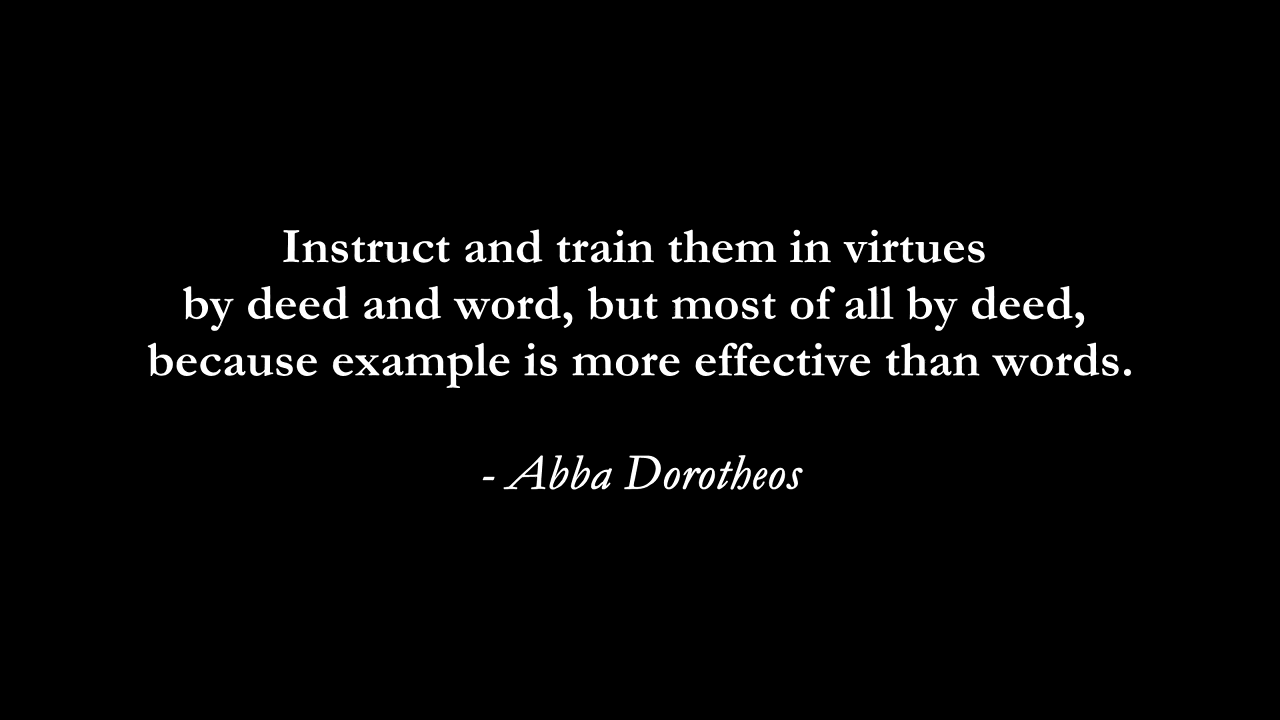 Instruct and train them in virtues
by deed and word, but most of all by deed,
because example is more effective than words.
- Abba Dorotheos